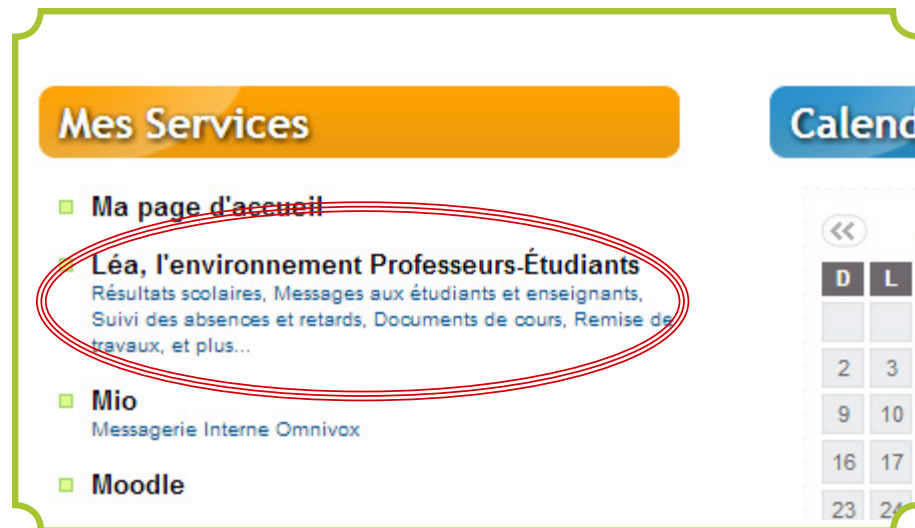 Mes Services
Ma page d'accueil
Léa, l'environnement Professeurs-Étudiants
Résultats scolaires, Messages aux étudiants et enseignants,
Suivi des absences et retards, Documents de cours, Remise de
travaux, et plus...
Mio
Messagerie Interne Omnivox
Moodle
Calend
D L
2 3
9 10
16 17
23 24